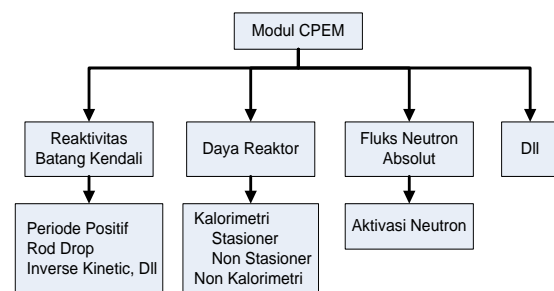 Modul CPEM
Reaktivitas
Batang Kendali
Daya Reaktor
Fluks Neutron
Absolut
Dll
Periode Positif
Rod Drop
Inverse Kinetic, Dll
Kalorimetri
Stasioner
Non Stasioner
Non Kalorimetri
Aktivasi Neutron